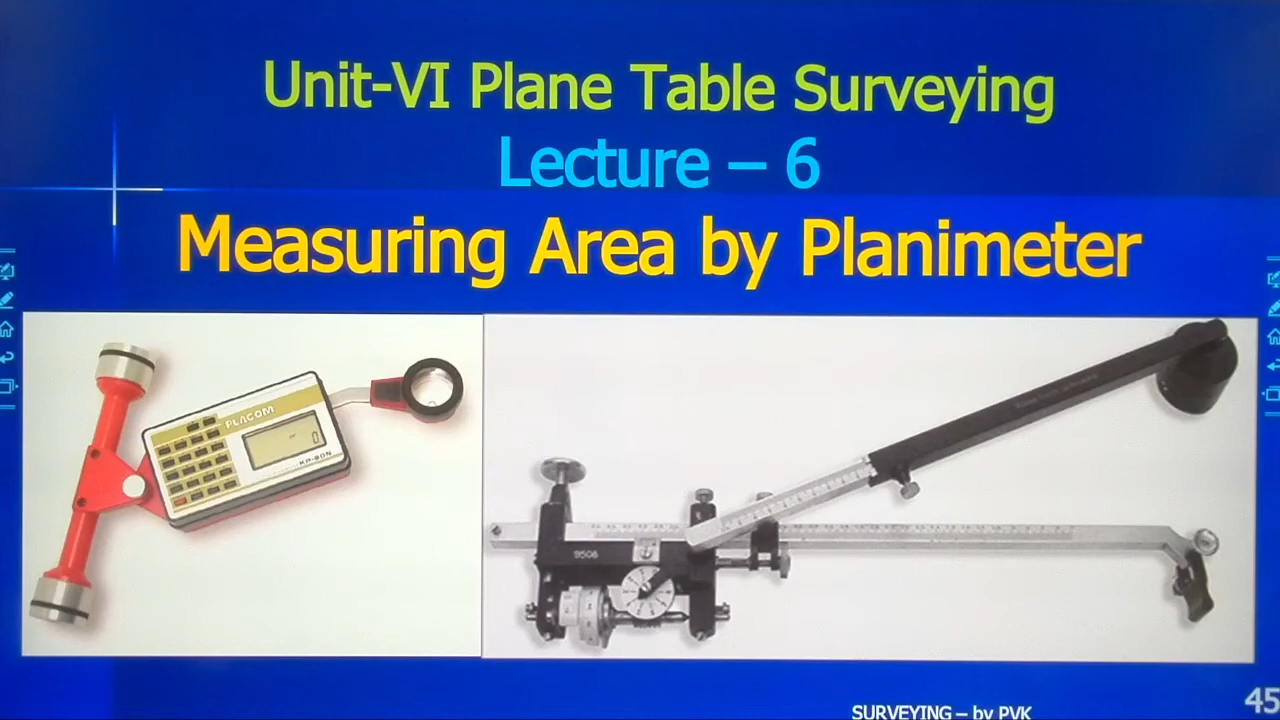 Unit-VI Plane Table Surveying
Lecture – 6
Measuring Area by Planimeter
PLACOM
KP-90N
0
9506
SURVEYING – by PVK
45